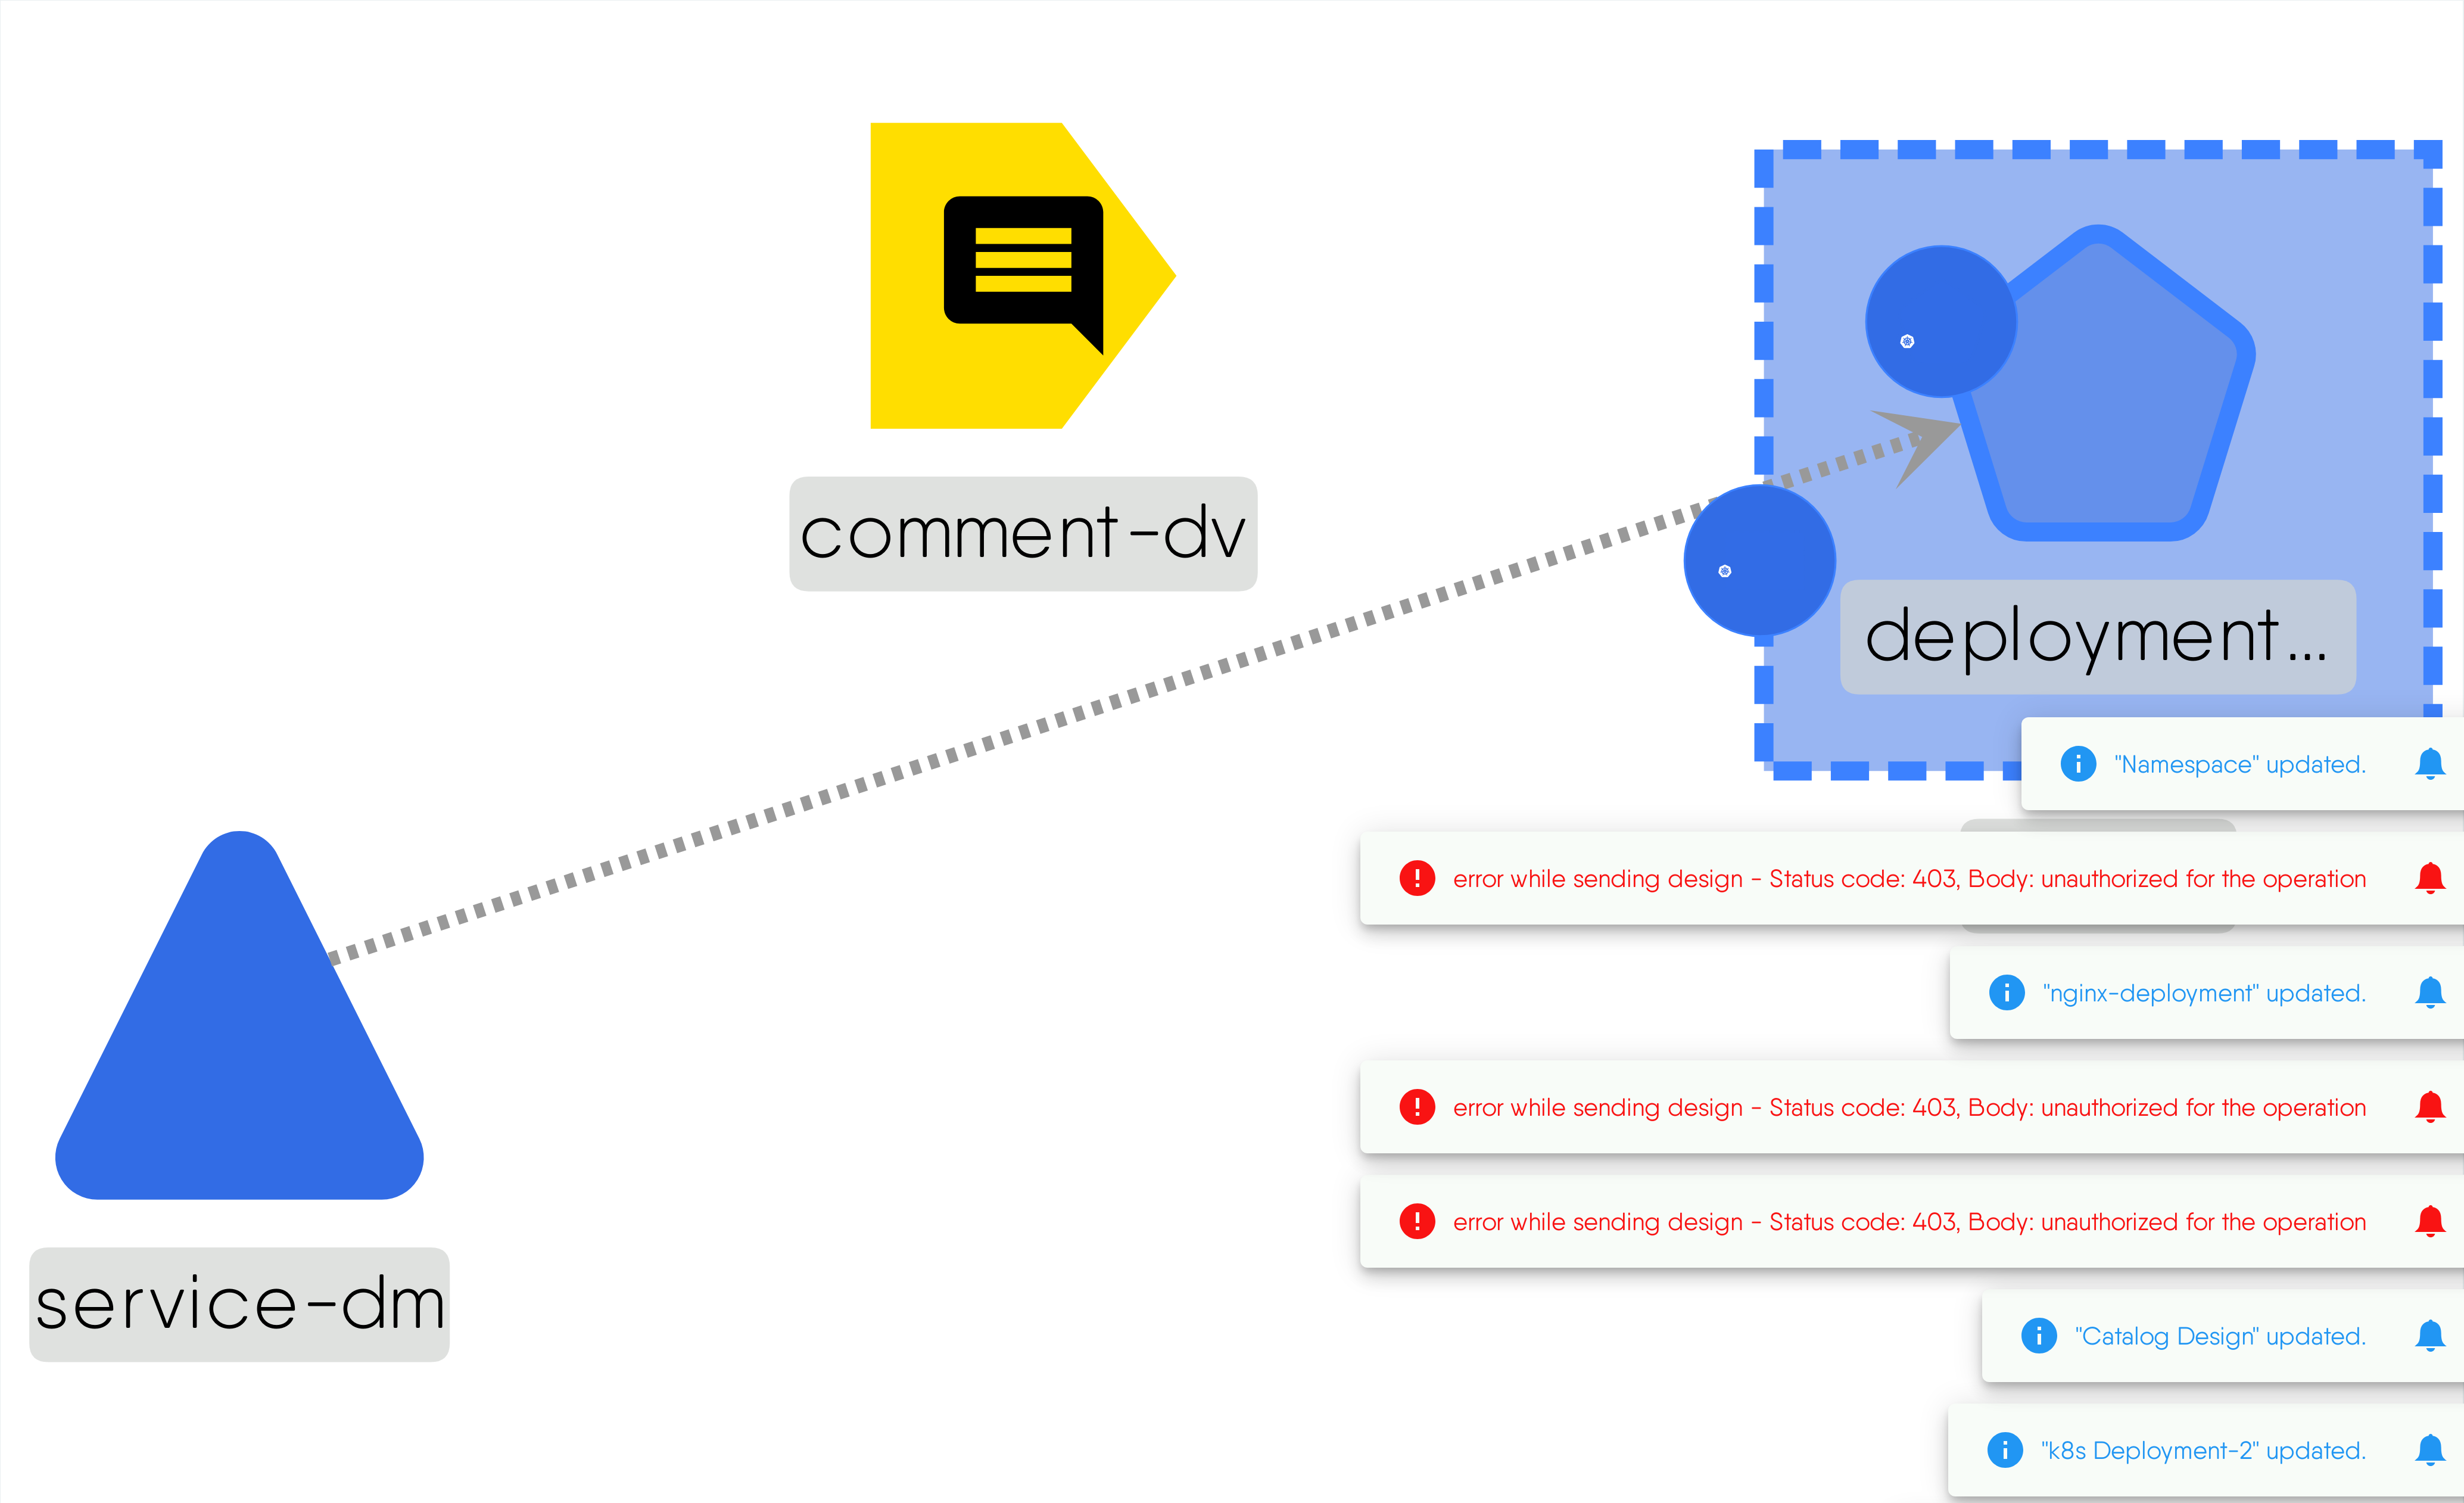 comment-dv
deployment...
"Namespace" updated.
error while sending design - Status code: 403, Body: unauthorized for the operation
"nginx-deployment" updated.
error while sending design - Status code: 403, Body: unauthorized for the operation
error while sending design - Status code: 403, Body: unauthorized for the operation
service-dm
"Catalog Design" updated.
"k8s Deployment-2" updated.